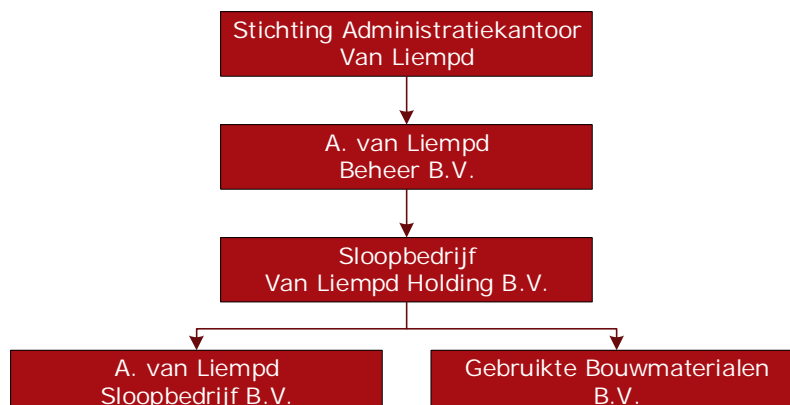 Stichting Administratiekantoor
Van Liempd
A. van Liempd
Beheer B.V.
Sloopbedrijf
Van Liempd Holding B.V.
A. van Liempd
Sloopbedrijf B.V.
Gebruikte Bouwmaterialen
B.V.